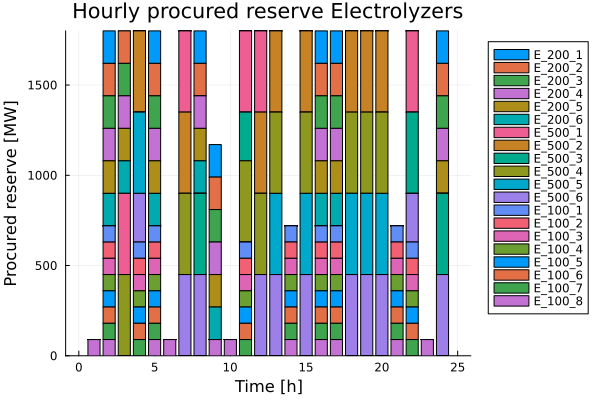 Hourly procured reserve Electrolyzers
Procured reserve [MW]
1500
1000
500
0
0
5
10
15
20
25
Time [h]
E_200_1
E_200_2
E_200_3
E_200_4
E_200_5
E_200_6
E_500_1
E_500_2
E_500_3
E_500_4
E_500_5
E_500_6
E_100_1
E_100_2
E_100_3
E_100_4
E_100_5
E_100_6
E_100_7
E_100_8